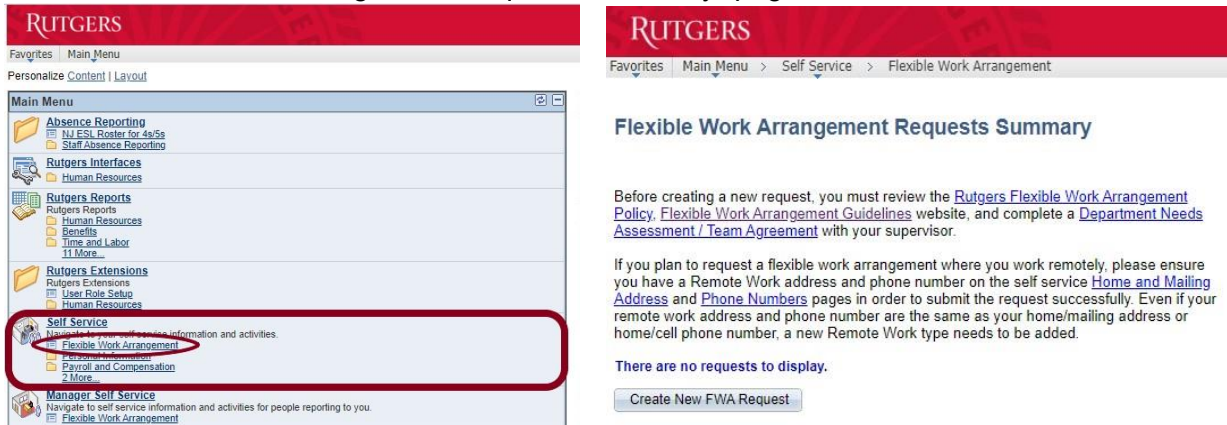 RUTGERS
Favorites Main Menu
Personalize Content | Layout
Main Menu
Absence Reporting
NJ ESL Roster for 4s/5s
Staff Absence Reporting
Rutgers Interfaces
Human Resources
Rutgers Reports
Rutgers Reports
Human Resources
Benefits
Time and Labor
11 More...
Rutgers Extensions
Rutgers Extensions
User Role Setup
Human Resources
Self Service
Navigate to your self service information and activities.
Flexible Work Arrangement
Personal Information
Payroll and Compensation
2 More...
Manager Self Service
Navigate to self service information and activities for people reporting to you.
Flexible Work Arrangement
RUTGERS
Favorites Main Menu > Self Service > Flexible Work Arrangement
Flexible Work Arrangement Requests Summary
Before creating a new request, you must review the Rutgers Flexible Work Arrangement
Policy, Flexible Work Arrangement Guidelines website, and complete a Department Needs
Assessment / Team Agreement with your supervisor.
If you plan to request a flexible work arrangement where you work remotely, please ensure
you have a Remote Work address and phone number on the self service Home and Mailing
Address and Phone Numbers pages in order to submit the request successfully. Even if your
remote work address and phone number are the same as your home/mailing address or
home/cell phone number, a new Remote Work type needs to be added.
There are no requests to display.
Create New FWA Request